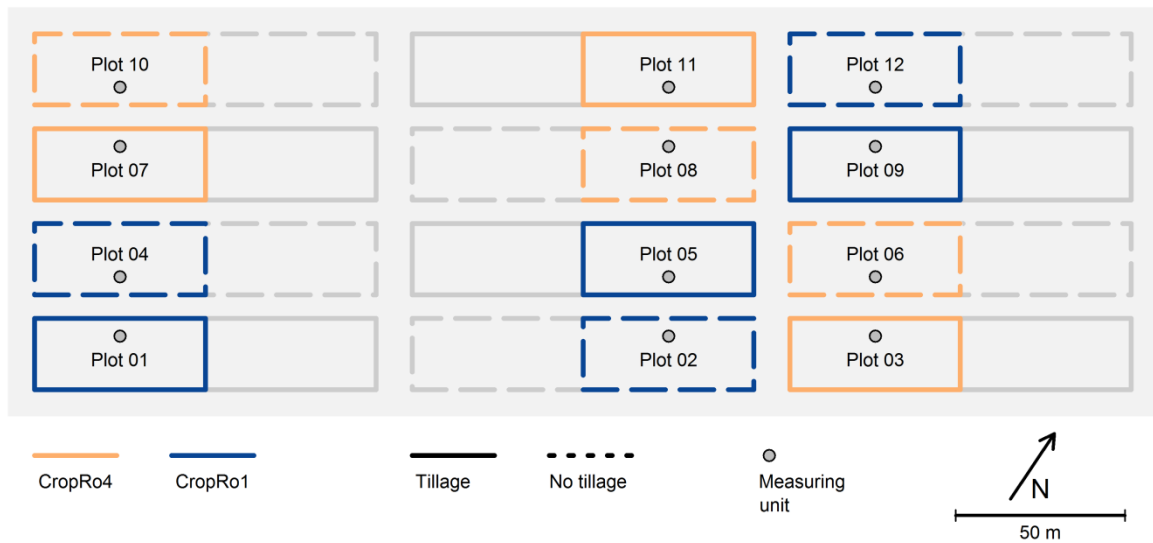 Plot 10
Plot 11
Plot 12
Plot 07
Plot 08
Plot 09
Plot 04
Plot 05
Plot 06
Plot 01
Plot 02
Plot 03
CropRo4
CropRo1
Tillage
No tillage
Measuring
unit
N
50 m